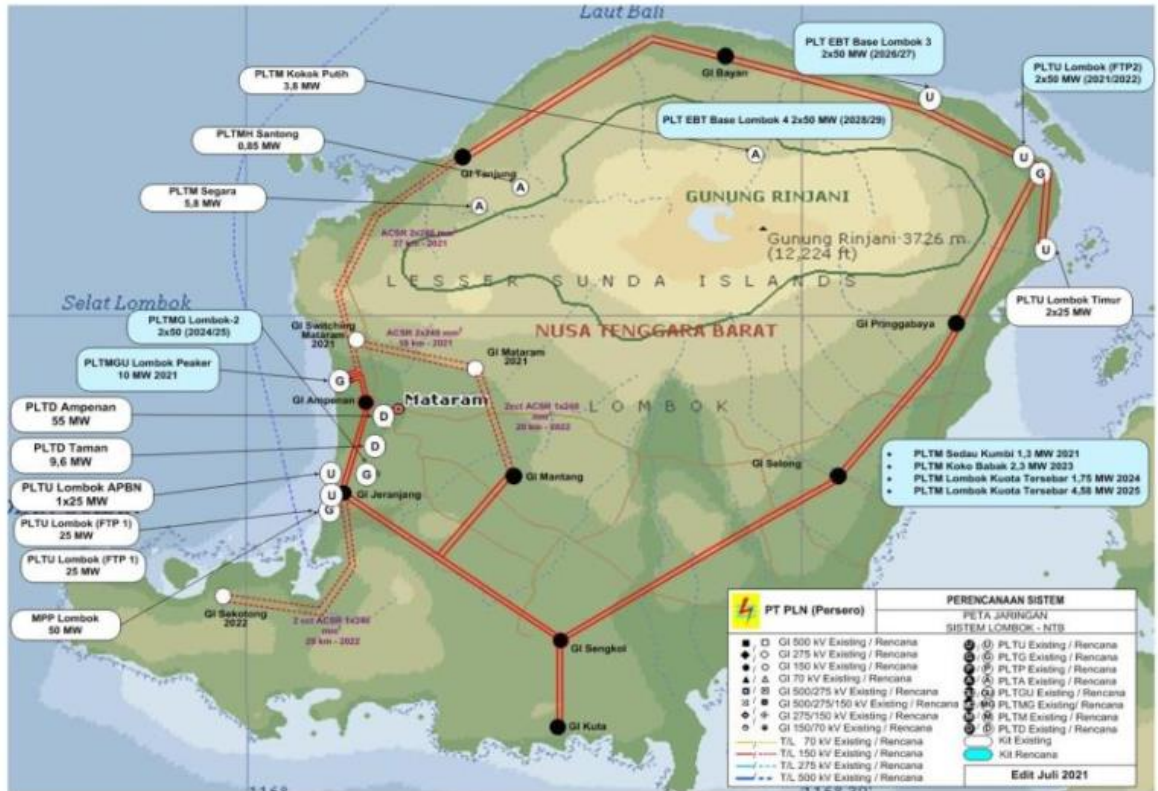 Laut Bali
PLT EBT Base Lombok 3
2x50 MW (2026/27)
PLTU Lombok (FTP2)
2x50 MW (2021/2022)
PLTM Kokok Putih
3,8 MW
GI Bayan
U
PLT EBT Base Lombok 4 2x50 MW (2028/29)
PLTMH Santong
0,85 MW
GI Tanjung
A
A
U
G
PLTM Segara
5,8 MW
A
GUNUNG RINJANI
ACSR 2x240 mm²
27 km - 2021
Gunung Rinjani 3726 m
(12,224 ft)
U
LESSER SUNDA ISLANDS
Selat Lombok
PLTU Lombok Timur
2x25 MW
PLTMG Lombok-2
2x50 (2024/25)
GI Switching
Mataram
2021
ACSR 2x240 mm²
18 km - 2021
NUSA TENGGARA BARAT
GI Pringgabaya
GI Mataram
2021
PLTMGU Lombok Peaker
10 MW 2021
G
GI Ampenan
Mataram
LOMBOK
2cct ACSR 1x240
mm²
20 km - 2022
PLTD Ampenan
55 MW
D
PLTD Taman
9,6 MW
D
PLTU Lombok APBN
1x25 MW
U
G
GI Mantang
GI Selong
• PLTM Sedau Kumbi 1,3 MW 2021
• PLTM Koko Babak 2,3 MW 2023
• PLTM Lombok Kuota Tersebar 1,75 MW 2024
• PLTM Lombok Kuota Tersebar 4,58 MW 2025
U
GI Jeranjang
G
PLTU Lombok (FTP 1)
25 MW
PLTU Lombok (FTP 1)
25 MW
MPP Lombok
50 MW
GI Sekotong
2022
2 cct ACSR 1x240
mm²
GI Sengkol
GI Kuta
PT PLN (Persero)
PERENCANAAN SISTEM
PETA JARINGAN
SISTEM LOMBOK - NTB
GI 500 kV Existing / Rencana
GI 275 kV Existing / Rencana
GI 150 kV Existing / Rencana
GI 70 kV Existing / Rencana
GI 500/275 kV Existing / Rencana
GI 500/275/150 kV Existing / Rencana
GI 275/150 kV Existing / Rencana
GI 150/70 kV Existing / Rencana
T/L 70 kV Existing / Rencana
T/L 150 kV Existing / Rencana
T/L 275 kV Existing / Rencana
T/L 500 kV Existing / Rencana
PLTU Existing / Rencana
PLTG Existing / Rencana
PLTP Existing / Rencana
PLTA Existing / Rencana
PLTGU Existing / Rencana
PLTMG Existing/ Rencana
PLTM Existing / Rencana
PLTD Existing / Rencana
Kit Existing
Kit Rencana
Edit Juli 2021